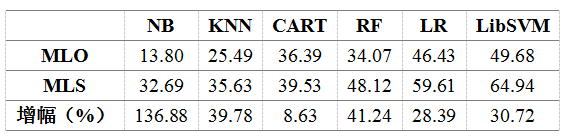 NB KNN CART RF LR LibSVM
MLO 13.80 25.49 36.39 34.07 46.43 49.68
MLS 32.69 35.63 39.53 48.12 59.61 64.94
增幅（%） 136.88 39.78 8.63 41.24 28.39 30.72